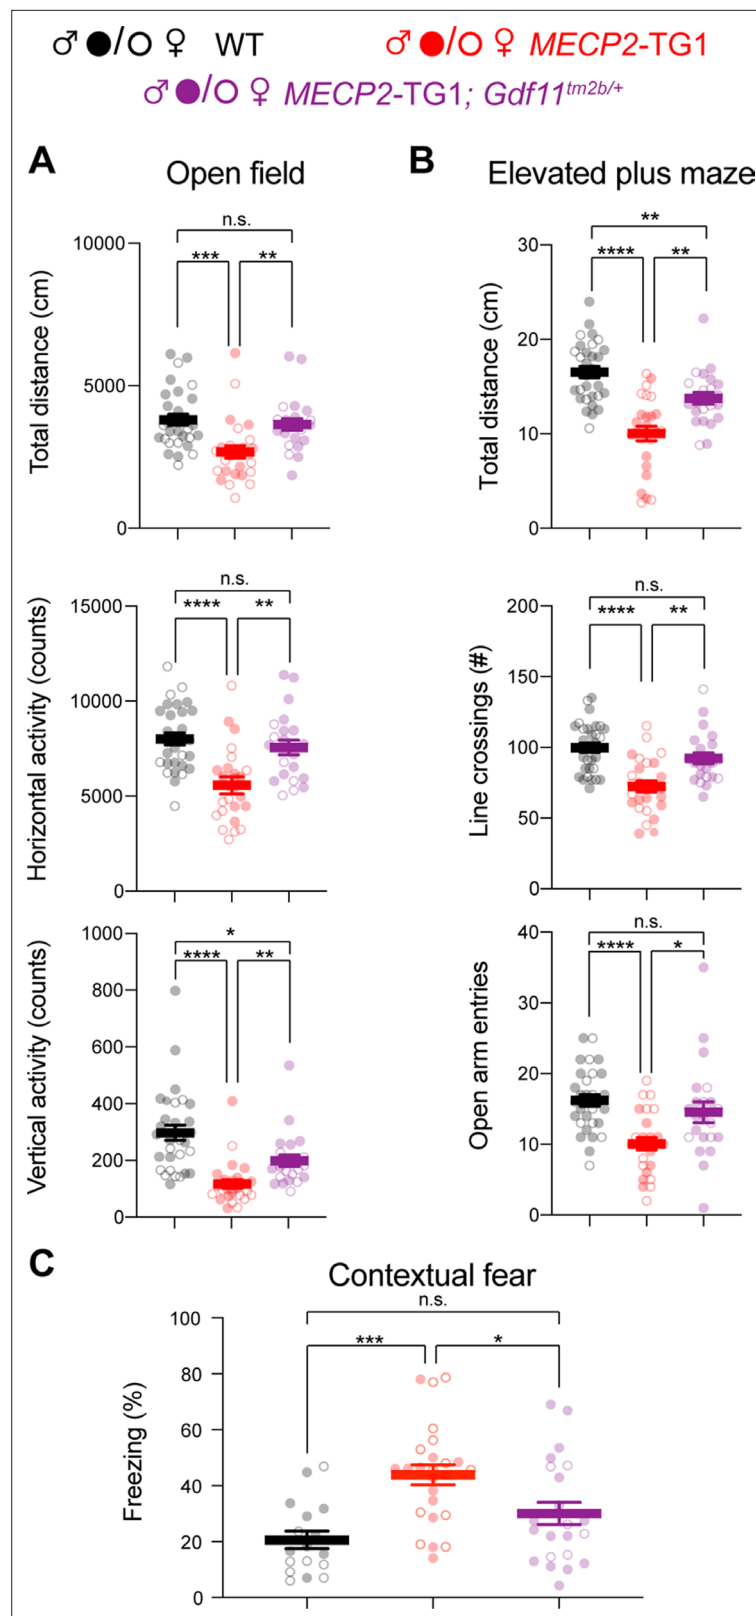 ♂ ●/○ ♀ WT
♂ ●/○ ♀ MECP2-TG1
♂ ●/○ ♀ MECP2-TG1; Gdf11tm2b/+
A
Open field
n.s.
*** **
Total distance (cm)
10000
5000
0
n.s.
**** **
Horizontal activity (counts)
15000
10000
5000
0
*
**** **
Vertical activity (counts)
1000
800
600
400
200
0
B
Elevated plus maze
**
**** **
Total distance (cm)
30
20
10
0
n.s.
**** **
Line crossings (#)
200
150
100
50
0
n.s.
**** *
Open arm entries
40
30
20
10
0
C
Contextual fear
n.s.
*** *
Freezing (%)
100
80
60
40
20
0